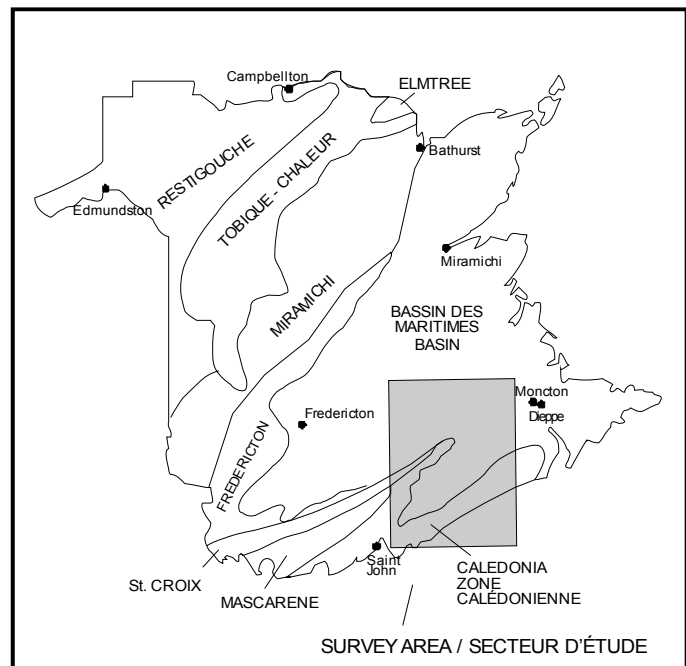 Campbellton
ELMTREE
Bathurst
RESTIGOUCHE
TOBIQUE - CHALEUR
Edmundston
Miramichi
MIRAMICHI
BASSIN DES
MARITIMES
BASIN
Moncton
Dieppe
Fredericton
FREDERICTON
Saint
John
St. CROIX
MASCARENE
CALEDONIA
ZONE
CALÉDONIENNE
SURVEY AREA / SECTEUR D'ÉTUDE